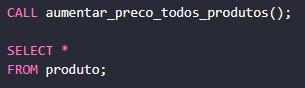 CALL aumentar_preco_todos_produtos();
SELECT *
FROM produto;